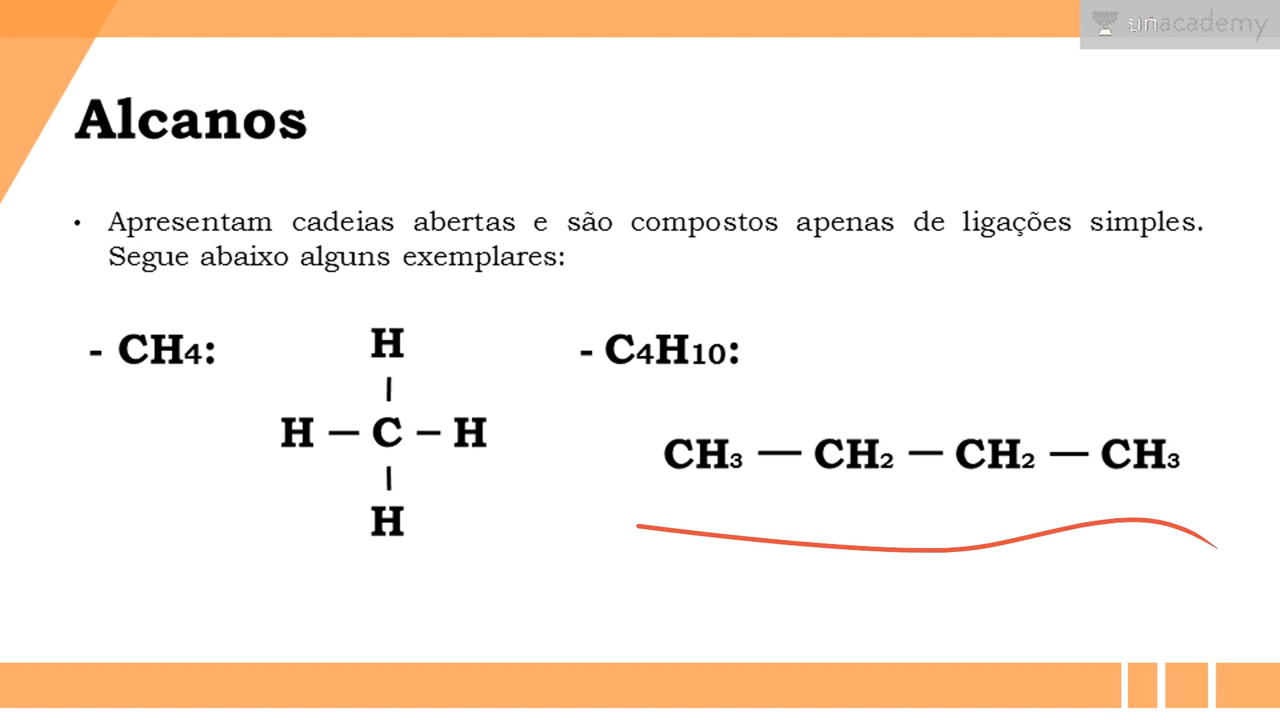 unacademy
Alcanos
• Apresentam cadeias abertas e são compostos apenas de ligações simples.
Segue abaixo alguns exemplares:
- CH₄:
H
|
H — C — H
|
H
- C₄H₁₀:
CH₃ — CH₂ — CH₂ — CH₃